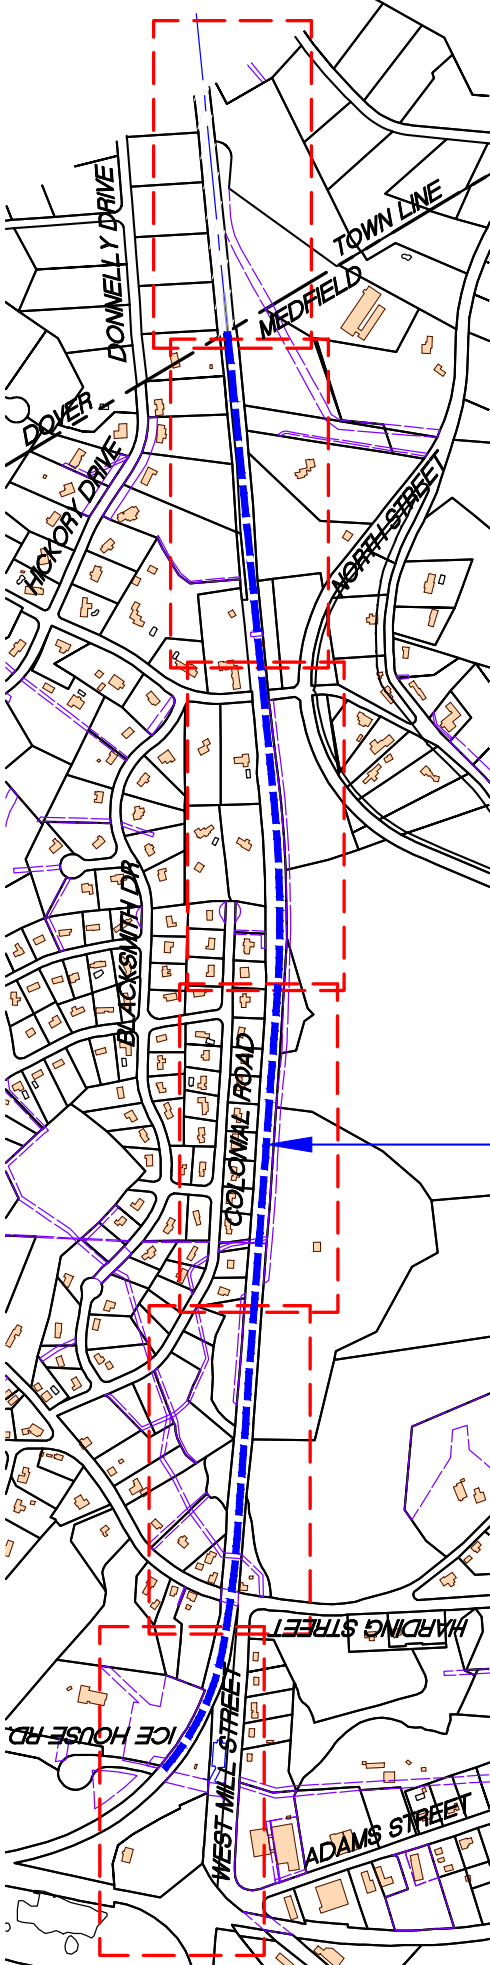 DONNELLY DRIVE
TOWN LINE
MEDFIELD
DOVER
HICKORY DRIVE
NORTH STREET
BLACKSMITH DR
COLONIAL ROAD
HARDING STREET
WEST MILL STREET
ICE HOUSE RD
ADAMS STREET